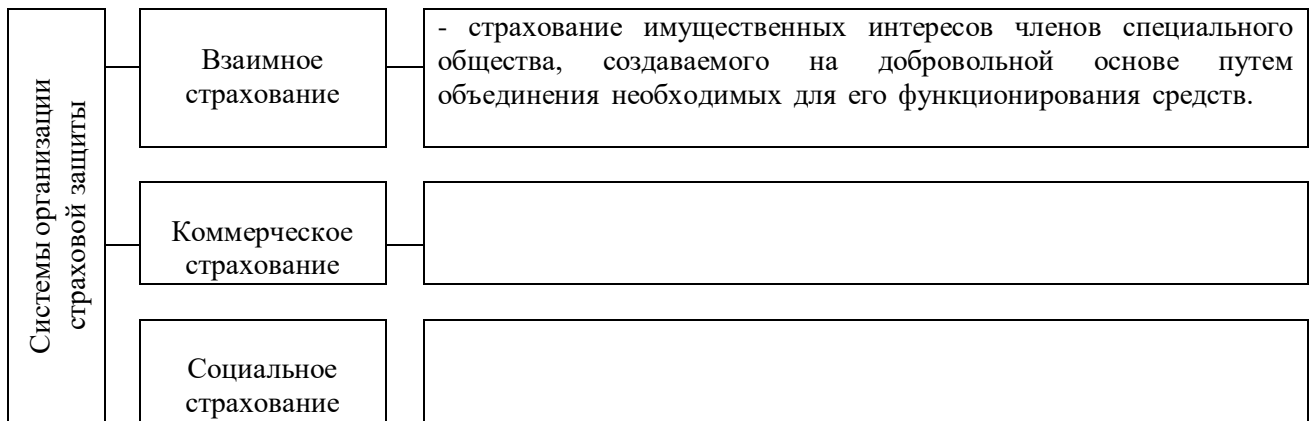 Системы организации
страховой защиты
Взаимное
страхование
- страхование имущественных интересов членов специального
общества, создаваемого на добровольной основе путем
объединения необходимых для его функционирования средств.
Коммерческое
страхование
Социальное
страхование